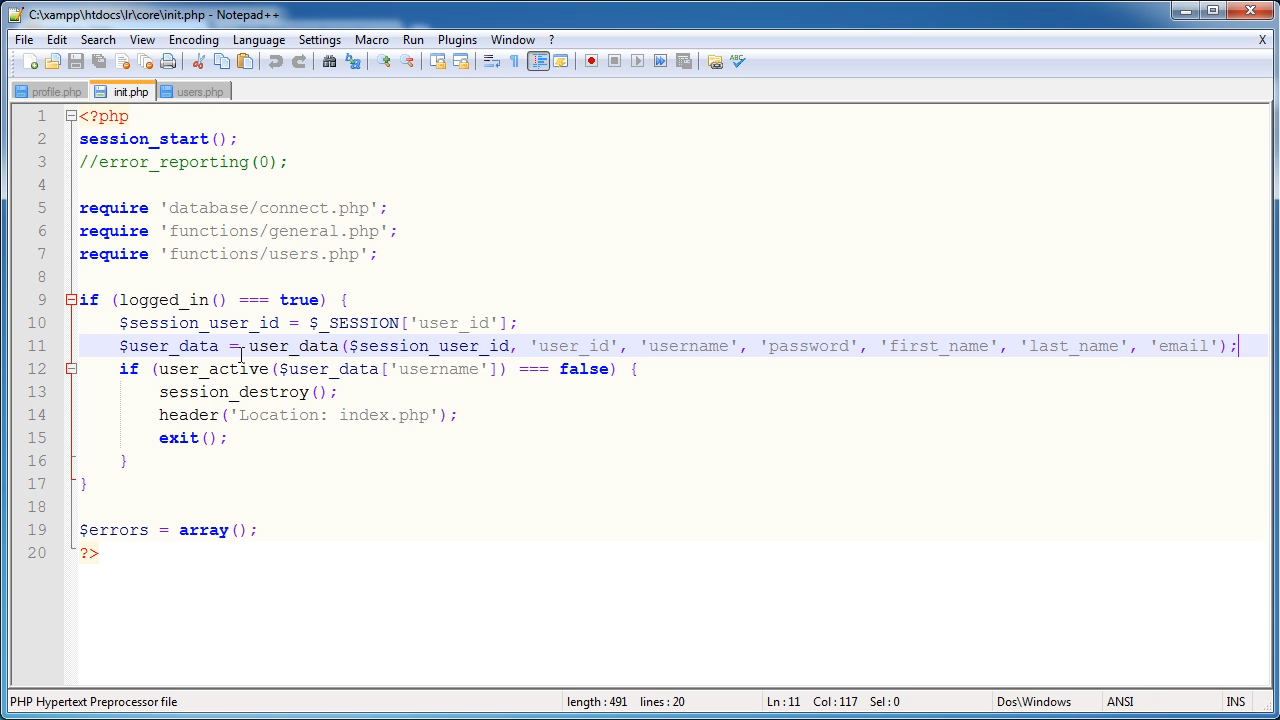 C:\xampp\htdocs\lr\core\init.php - Notepad++
File Edit Search View Encoding Language Settings Macro Run Plugins Window ? X
profile.php init.php users.php
1 <?php
2 session_start();
3 //error_reporting(0);
4
5 require 'database/connect.php';
6 require 'functions/general.php';
7 require 'functions/users.php';
8
9 if (logged_in() === true) {
10 $session_user_id = $_SESSION['user_id'];
11 $user_data = user_data($session_user_id, 'user_id', 'username', 'password', 'first_name', 'last_name', 'email');
12 if (user_active($user_data['username']) === false) {
13 session_destroy();
14 header('Location: index.php');
15 exit();
16 }
17 }
18
19 $errors = array();
20 ?>
PHP Hypertext Preprocessor file length : 491 lines : 20 Ln : 11 Col : 117 Sel : 0 Dos\Windows ANSI INS